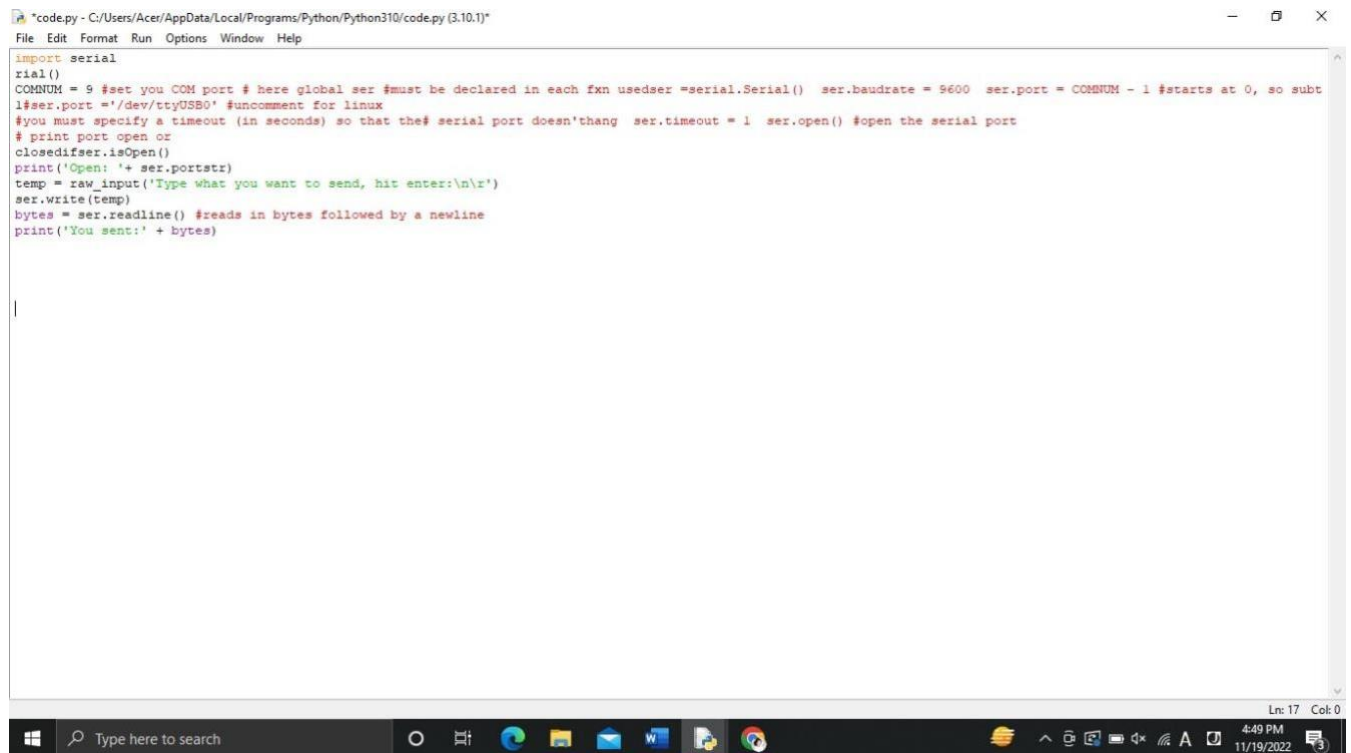 *code.py - C:/Users/Acer/AppData/Local/Programs/Python/Python310/code.py (3.10.1)*
File Edit Format Run Options Window Help
import serial
rial()
COMNUM = 9 #set you COM port # here global ser #must be declared in each fxn usedser =serial.Serial()  ser.baudrate = 9600  ser.port = COMNUM - 1 #starts at 0, so subt
l#ser.port ='/dev/ttyUSB0' #uncomment for linux
#you must specify a timeout (in seconds) so that the# serial port doesn'thang  ser.timeout = 1  ser.open() #open the serial port
# print port open or
closedifser.isOpen()
print('Open: '+ ser.portstr)
temp = raw_input('Type what you want to send, hit enter:\n\r')
ser.write(temp)
bytes = ser.readline() #reads in bytes followed by a newline
print('You sent:' + bytes)
Ln: 17 Col: 0
Type here to search
4:49 PM
11/19/2022